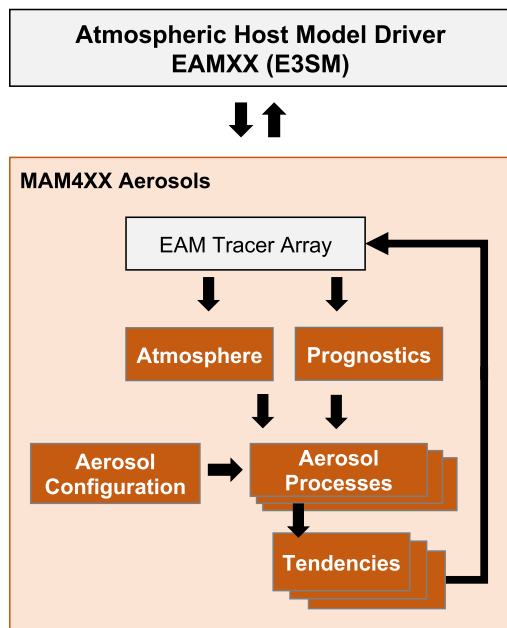 Atmospheric Host Model Driver
EAMXX (E3SM)
MAM4XX Aerosols
EAM Tracer Array
Atmosphere
Prognostics
Aerosol
Configuration
Aerosol
Processes
Tendencies